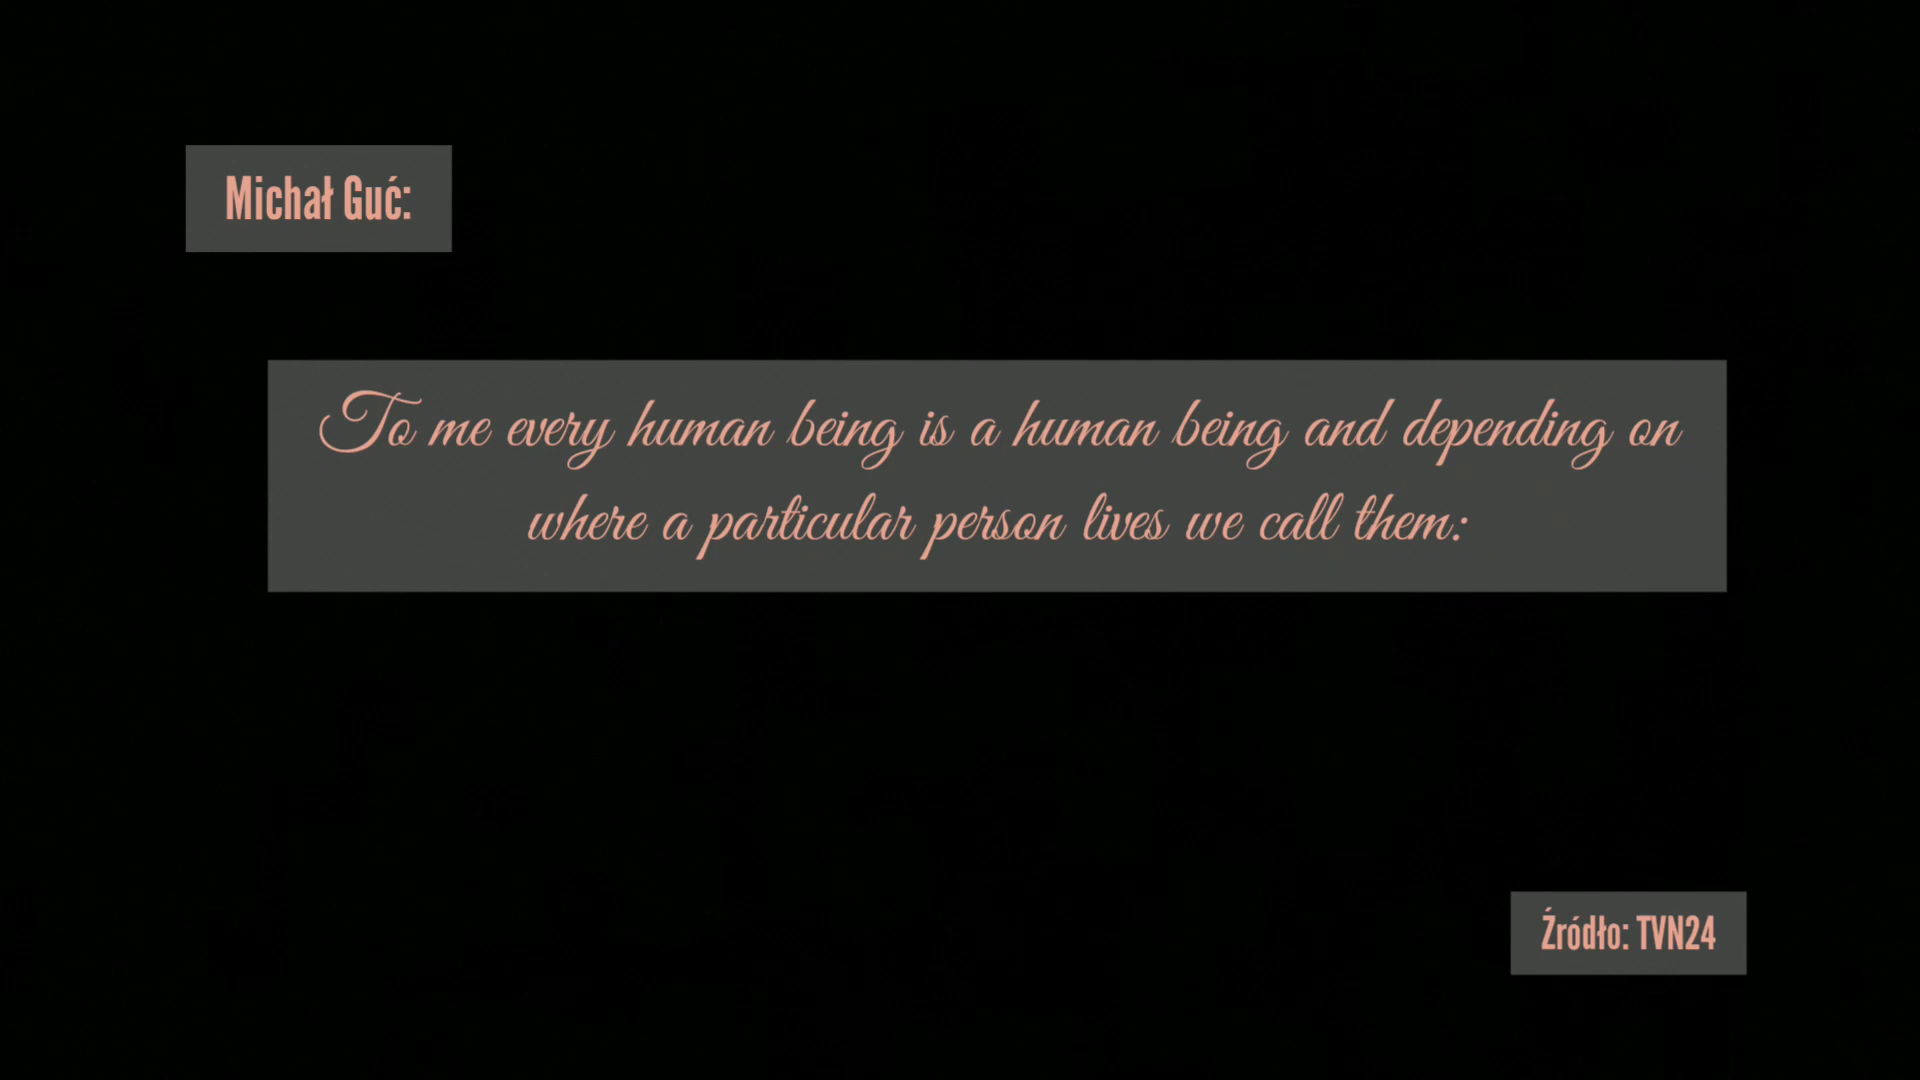 Michał Guć:
To me every human being is a human being and depending on
where a particular person lives we call them:
Źródło: TVN24